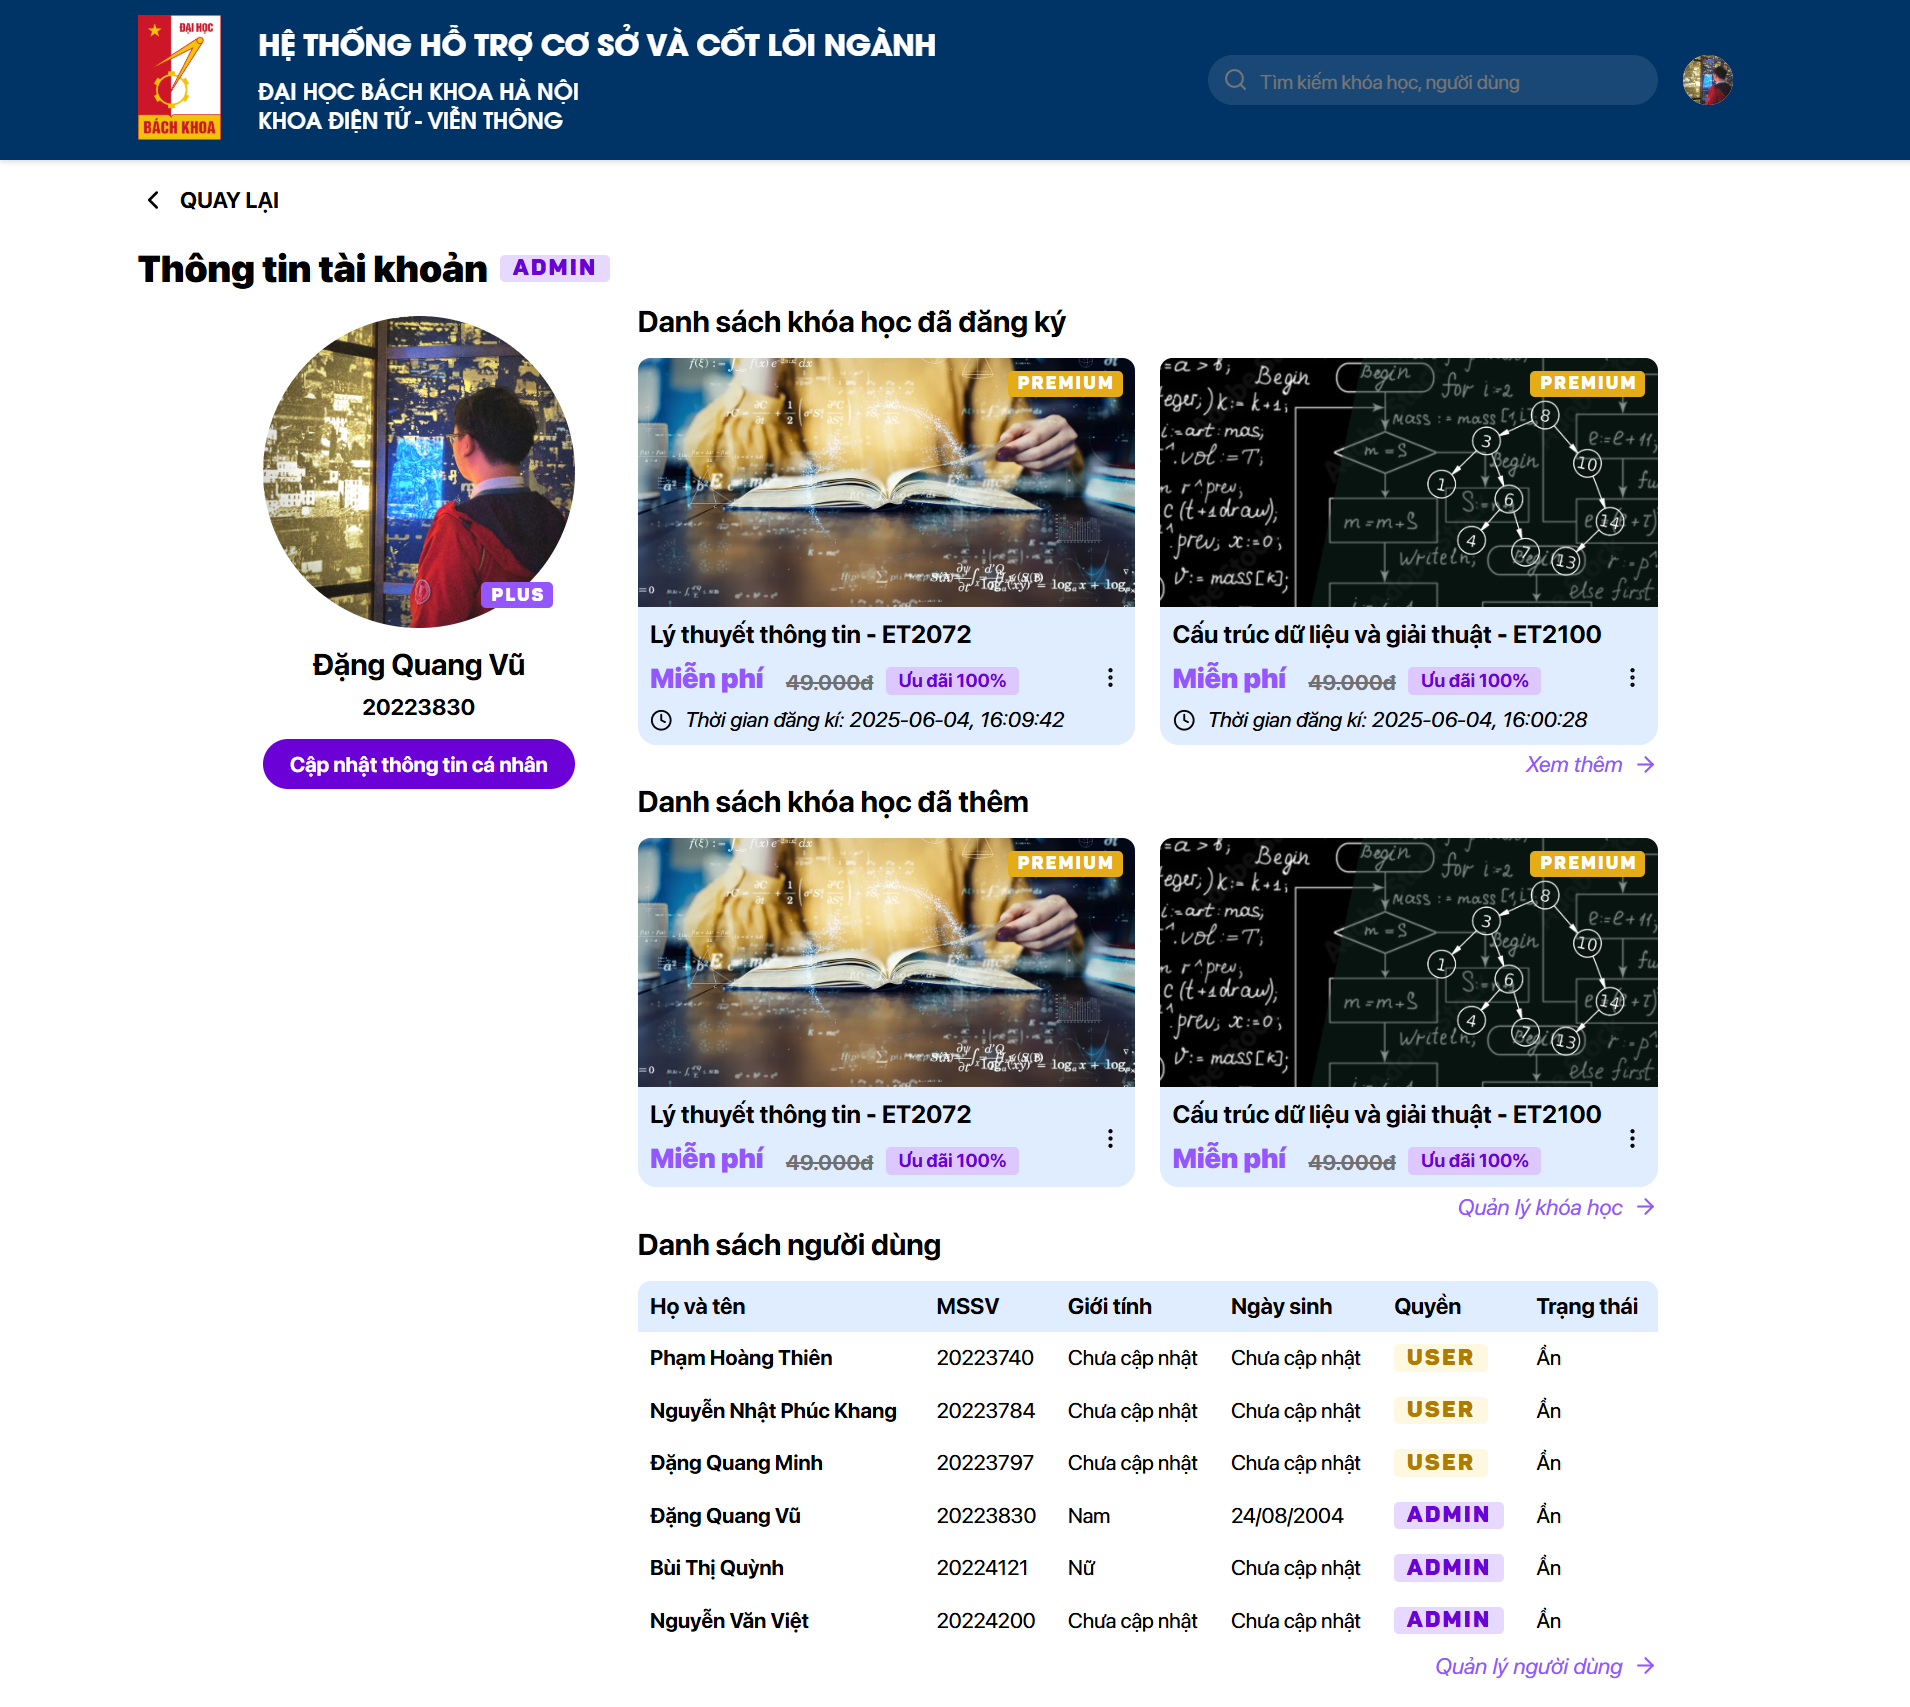 ĐẠI HỌC
BÁCH KHOA
HỆ THỐNG HỖ TRỢ CƠ SỞ VÀ CỐT LÕI NGÀNH
ĐẠI HỌC BÁCH KHOA HÀ NỘI
KHOA ĐIỆN TỬ - VIỄN THÔNG
Tìm kiếm khóa học, người dùng
QUAY LẠI
Thông tin tài khoản ADMIN
PLUS
Đặng Quang Vũ
20223830
Cập nhật thông tin cá nhân
Danh sách khóa học đã đăng ký
PREMIUM
Lý thuyết thông tin - ET2072
Miễn phí 49.000đ Ưu đãi 100%
Thời gian đăng kí: 2025-06-04, 16:09:42
PREMIUM
Cấu trúc dữ liệu và giải thuật - ET2100
Miễn phí 49.000đ Ưu đãi 100%
Thời gian đăng kí: 2025-06-04, 16:00:28
Xem thêm
Danh sách khóa học đã thêm
PREMIUM
Lý thuyết thông tin - ET2072
Miễn phí 49.000đ Ưu đãi 100%
PREMIUM
Cấu trúc dữ liệu và giải thuật - ET2100
Miễn phí 49.000đ Ưu đãi 100%
Quản lý khóa học
Danh sách người dùng
Họ và tên MSSV Giới tính Ngày sinh Quyền Trạng thái
Phạm Hoàng Thiên 20223740 Chưa cập nhật Chưa cập nhật USER Ẩn
Nguyễn Nhật Phúc Khang 20223784 Chưa cập nhật Chưa cập nhật USER Ẩn
Đặng Quang Minh 20223797 Chưa cập nhật Chưa cập nhật USER Ẩn
Đặng Quang Vũ 20223830 Nam 24/08/2004 ADMIN Ẩn
Bùi Thị Quỳnh 20224121 Nữ Chưa cập nhật ADMIN Ẩn
Nguyễn Văn Việt 20224200 Chưa cập nhật Chưa cập nhật ADMIN Ẩn
Quản lý người dùng